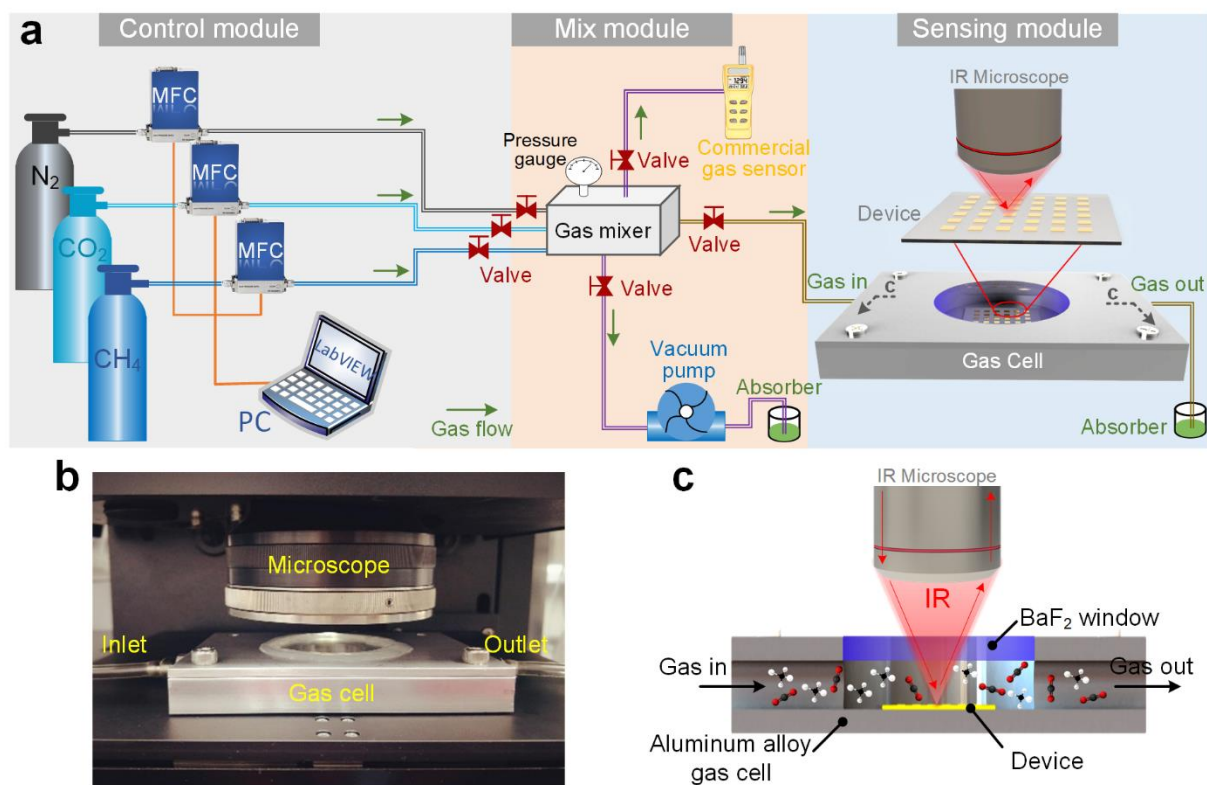 a
Control module
Mix module
Sensing module
MFC
MFC
MFC
N2
CO2
CH4
LabVIEW
PC
Gas flow
Pressure
gauge
Valve
Commercial
gas sensor
Gas mixer
Valve
Valve
Valve
Vacuum
pump
Absorber
IR Microscope
Device
Gas in
Gas out
C
C
Gas Cell
Absorber
b
Microscope
Inlet
Outlet
Gas cell
c
IR Microscope
IR
BaF2 window
Gas in
Gas out
Aluminum alloy
gas cell
Device